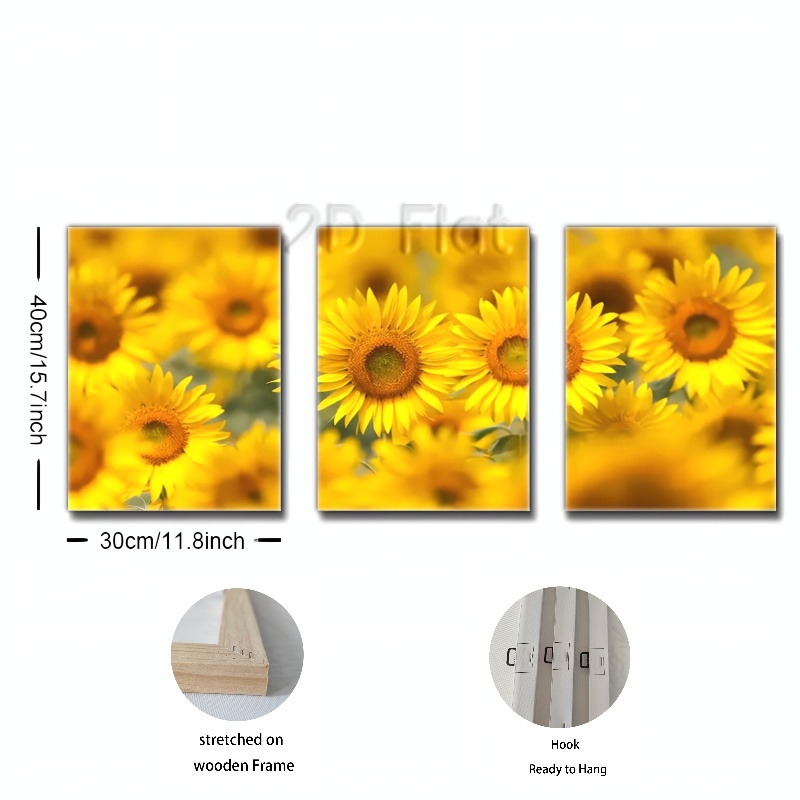 2D Flat
40cm/15.7inch
30cm/11.8inch
stretched on
wooden Frame
Hook
Ready to Hang